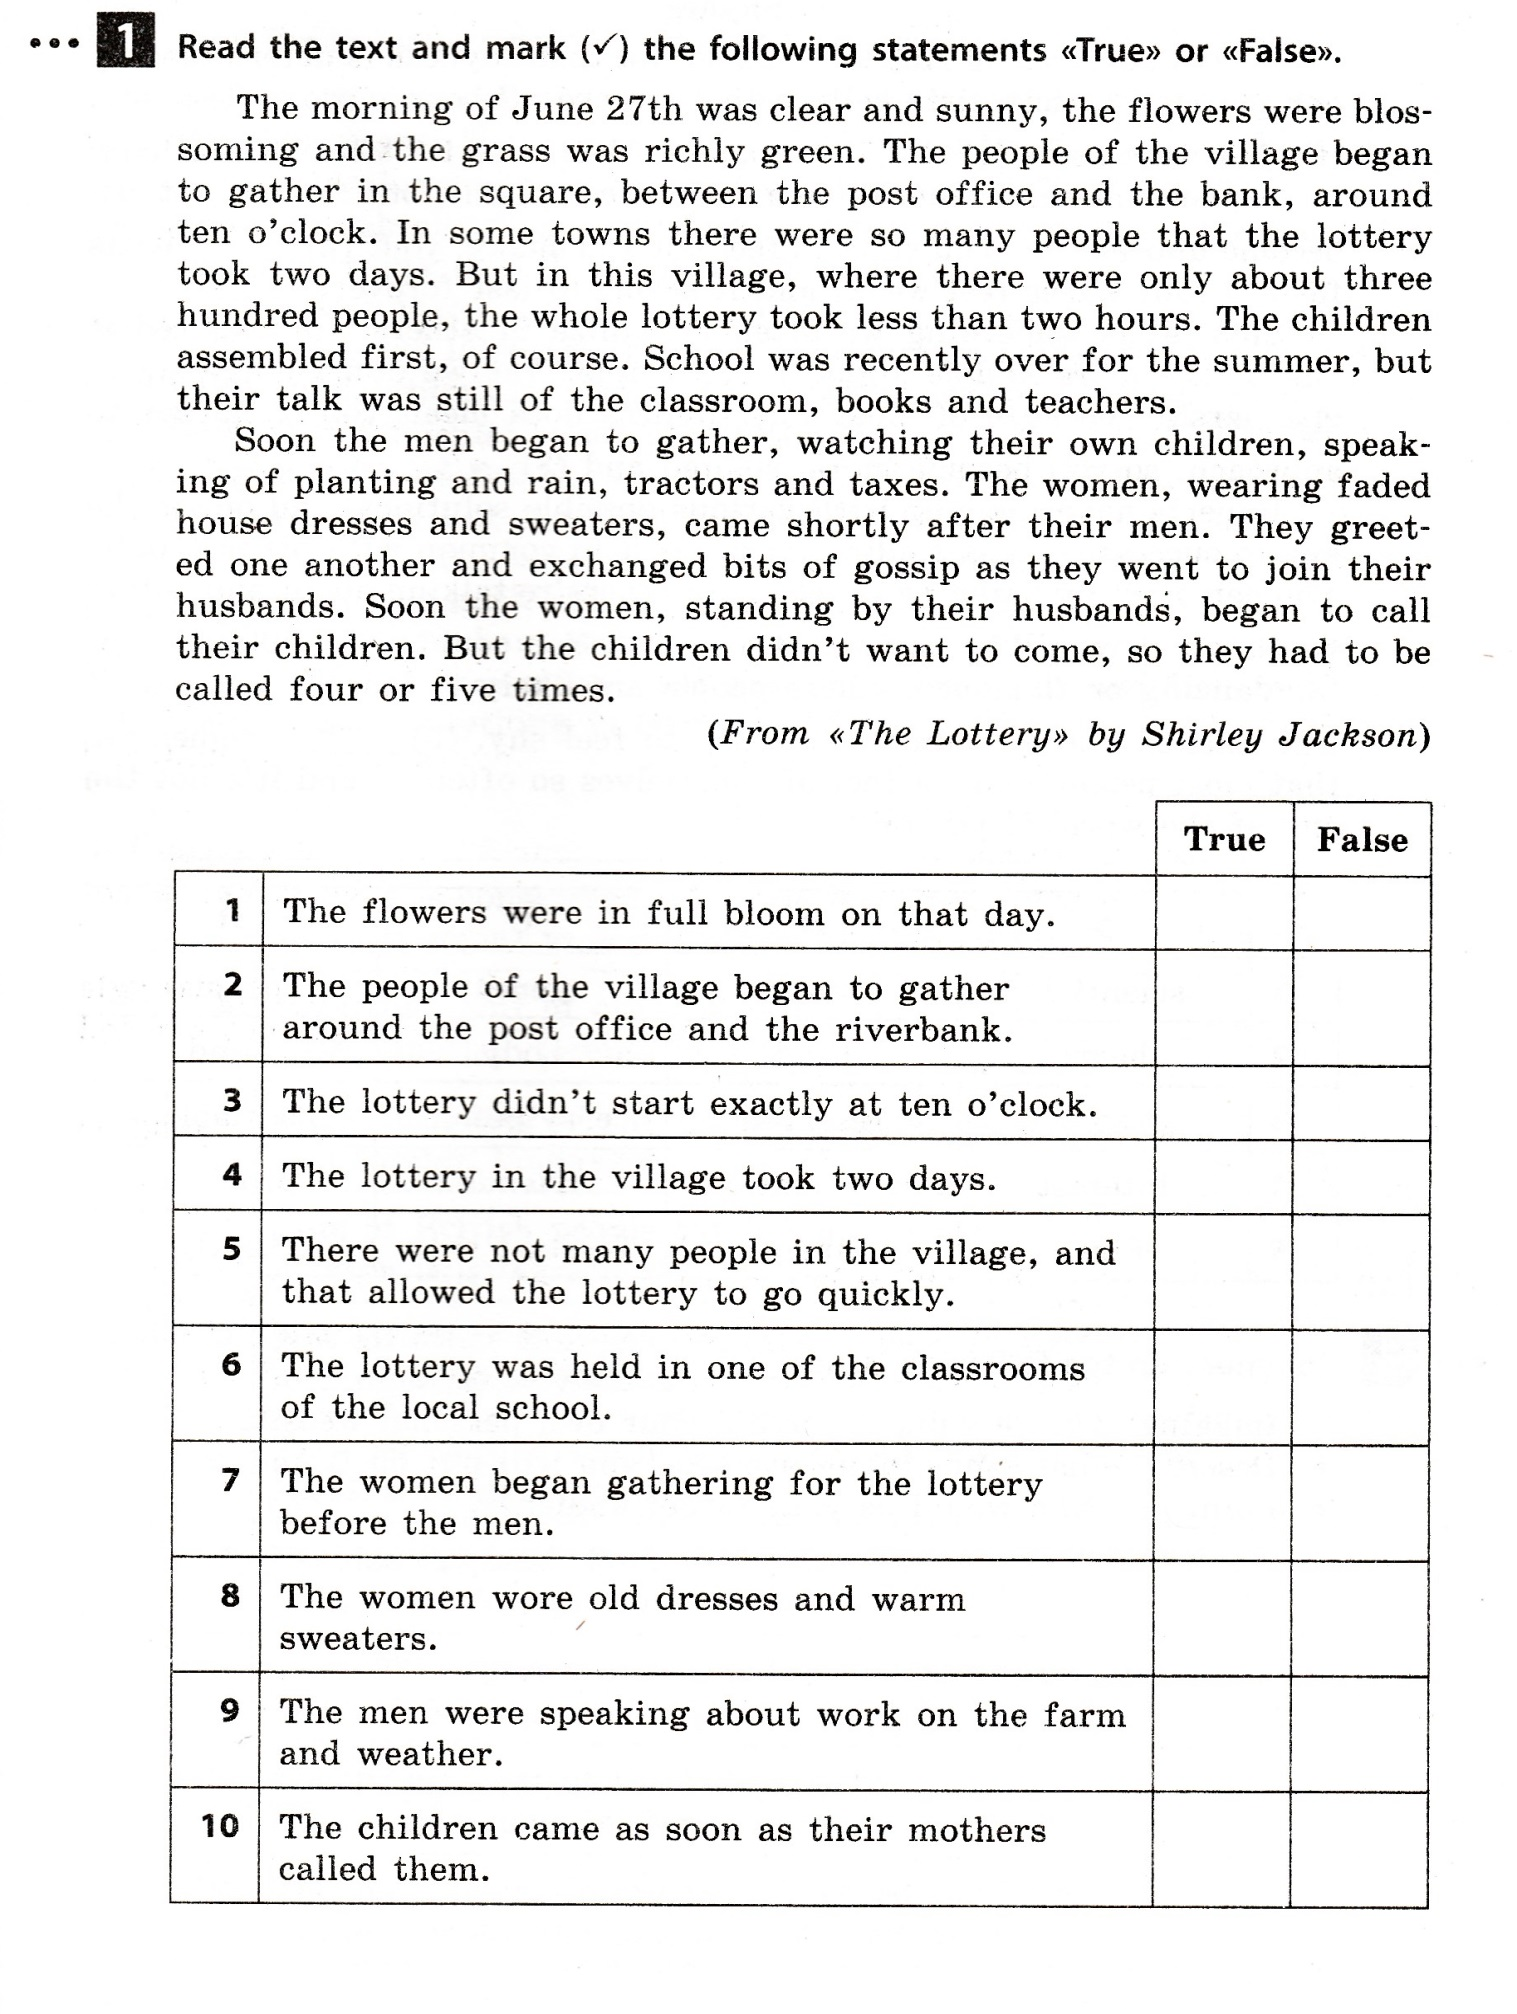 ••• 1 Read the text and mark (✓) the following statements «True» or «False».
The morning of June 27th was clear and sunny, the flowers were blos-
soming and the grass was richly green. The people of the village began
to gather in the square, between the post office and the bank, around
ten o'clock. In some towns there were so many people that the lottery
took two days. But in this village, where there were only about three
hundred people, the whole lottery took less than two hours. The children
assembled first, of course. School was recently over for the summer, but
their talk was still of the classroom, books and teachers.
Soon the men began to gather, watching their own children, speak-
ing of planting and rain, tractors and taxes. The women, wearing faded
house dresses and sweaters, came shortly after their men. They greet-
ed one another and exchanged bits of gossip as they went to join their
husbands. Soon the women, standing by their husbands, began to call
their children. But the children didn't want to come, so they had to be
called four or five times.
(From «The Lottery» by Shirley Jackson)
True False
1 The flowers were in full bloom on that day.
2 The people of the village began to gather
around the post office and the riverbank.
3 The lottery didn't start exactly at ten o'clock.
4 The lottery in the village took two days.
5 There were not many people in the village, and
that allowed the lottery to go quickly.
6 The lottery was held in one of the classrooms
of the local school.
7 The women began gathering for the lottery
before the men.
8 The women wore old dresses and warm
sweaters.
9 The men were speaking about work on the farm
and weather.
10 The children came as soon as their mothers
called them.